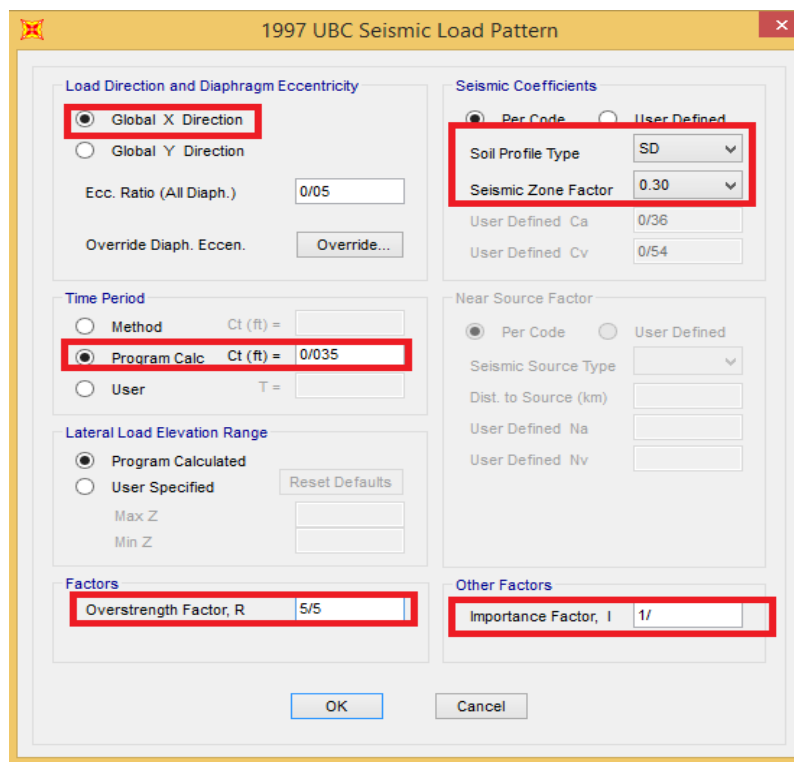 1997 UBC Seismic Load Pattern
Load Direction and Diaphragm Eccentricity
Global X Direction
Global Y Direction
Ecc. Ratio (All Diaph.) 0/05
Override Diaph. Eccen. Override...
Time Period
Method Ct (ft) =
Program Calc Ct (ft) = 0/035
User T =
Lateral Load Elevation Range
Program Calculated
User Specified Reset Defaults
Max Z
Min Z
Factors
Overstrength Factor, R 5/5
Seismic Coefficients
Per Code User Defined
Soil Profile Type SD
Seismic Zone Factor 0.30
User Defined Ca 0/36
User Defined Cv 0/54
Near Source Factor
Per Code User Defined
Seismic Source Type
Dist. to Source (km)
User Defined Na
User Defined Nv
Other Factors
Importance Factor, I 1/
OK Cancel